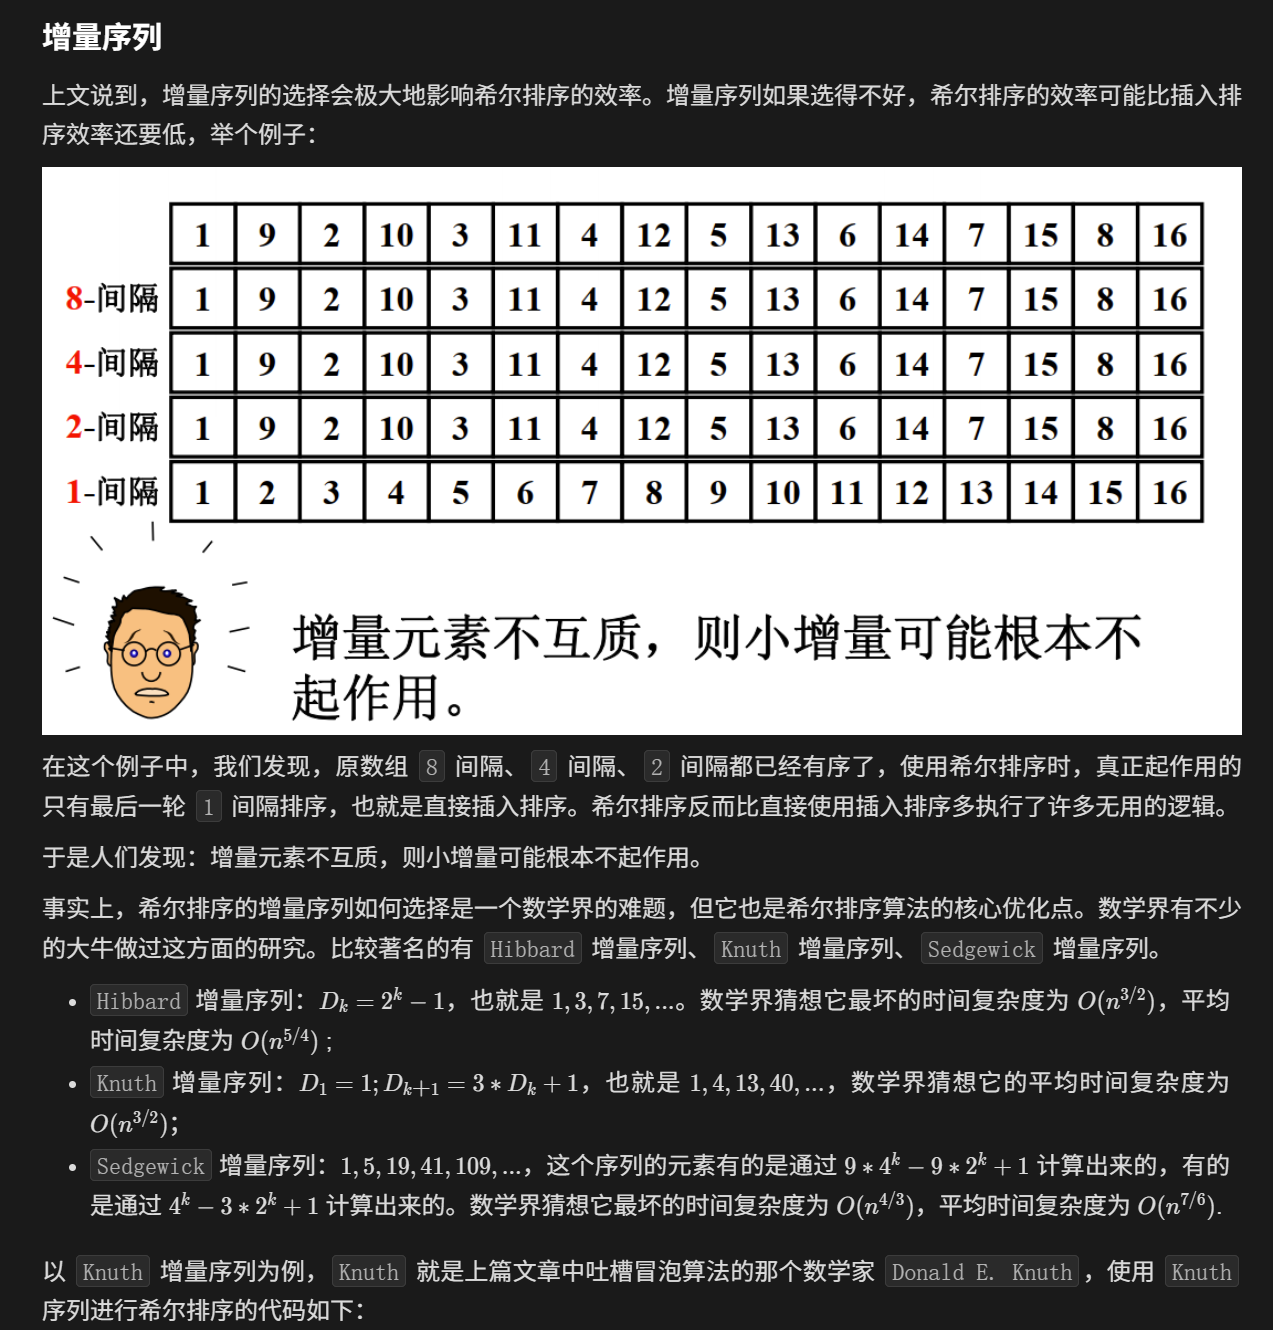 增量序列
上文说到，增量序列的选择会极大地影响希尔排序的效率。增量序列如果选得不好，希尔排序的效率可能比插入排
序效率还要低，举个例子：
1 9 2 10 3 11 4 12 5 13 6 14 7 15 8 16
8-间隔 1 9 2 10 3 11 4 12 5 13 6 14 7 15 8 16
4-间隔 1 9 2 10 3 11 4 12 5 13 6 14 7 15 8 16
2-间隔 1 9 2 10 3 11 4 12 5 13 6 14 7 15 8 16
1-间隔 1 2 3 4 5 6 7 8 9 10 11 12 13 14 15 16
增量元素不互质，则小增量可能根本不
起作用。
在这个例子中，我们发现，原数组 8 间隔、4 间隔、2 间隔都已经有序了，使用希尔排序时，真正起作用的
只有最后一轮 1 间隔排序，也就是直接插入排序。希尔排序反而比直接使用插入排序多执行了许多无用的逻辑。
于是人们发现：增量元素不互质，则小增量可能根本不起作用。
事实上，希尔排序的增量序列如何选择是一个数学界的难题，但它也是希尔排序算法的核心优化点。数学界有不少
的大牛做过这方面的研究。比较著名的有 Hibbard 增量序列、Knuth 增量序列、Sedgewick 增量序列。
• Hibbard 增量序列：$D_k = 2^k - 1$，也就是 $1, 3, 7, 15, ...$。数学界猜想它最坏的时间复杂度为 $O(n^{3/2})$，平均
时间复杂度为 $O(n^{5/4})$ ;
• Knuth 增量序列：$D_1 = 1; D_{k+1} = 3 * D_k + 1$，也就是 $1, 4, 13, 40, ...$，数学界猜想它的平均时间复杂度为
$O(n^{3/2})$；
• Sedgewick 增量序列：$1, 5, 19, 41, 109, ...$，这个序列的元素有的是通过 $9 * 4^k - 9 * 2^k + 1$ 计算出来的，有的
是通过 $4^k - 3 * 2^k + 1$ 计算出来的。数学界猜想它最坏的时间复杂度为 $O(n^{4/3})$，平均时间复杂度为 $O(n^{7/6})$.
以 Knuth 增量序列为例，Knuth 就是上篇文章中吐槽冒泡算法的那个数学家 Donald E. Knuth，使用 Knuth
序列进行希尔排序的代码如下：